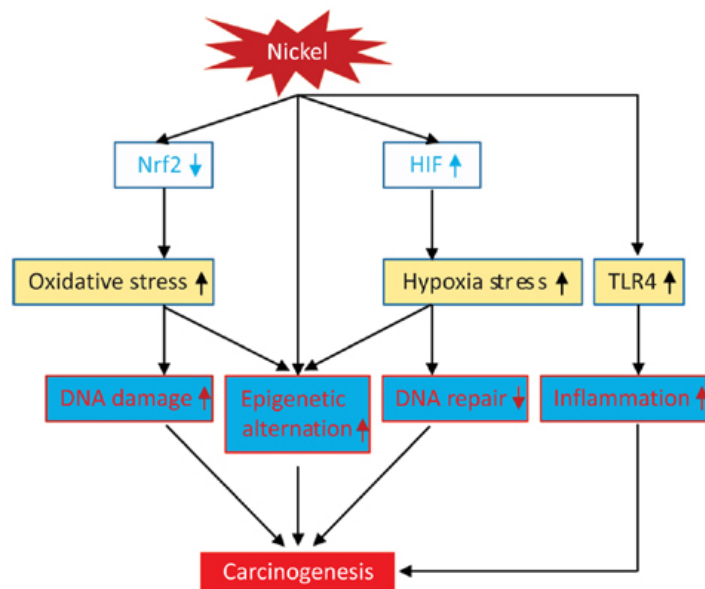 Nickel
Nrf2 ↓
HIF ↑
Oxidative stress ↑
Hypoxia stress ↑
TLR4 ↑
DNA damage ↑
Epigenetic
alternation ↑
DNA repair ↓
Inflammation ↑
Carcinogenesis